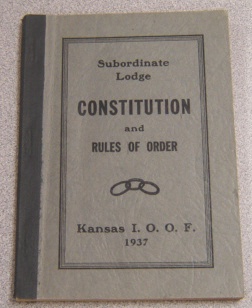 Subordinate
Lodge
CONSTITUTION
and
RULES OF ORDER
Kansas I. O. O. F.
1937